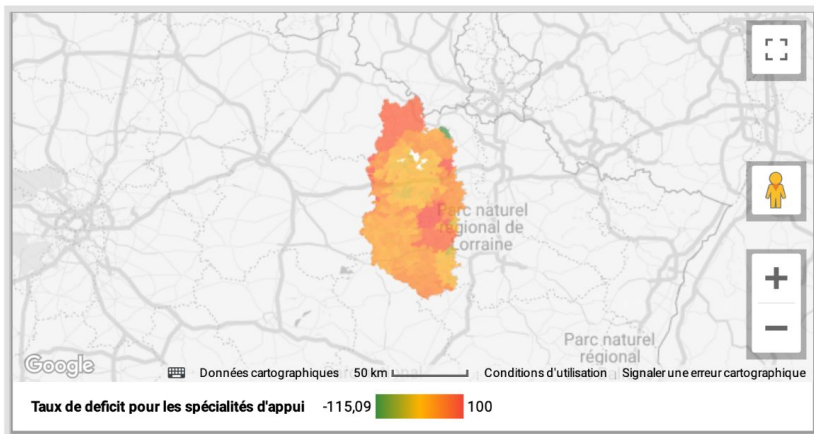 Parc naturel
régional de
Lorraine
Parc naturel
régional
Google
Données cartographiques 50 km Conditions d'utilisation Signaler une erreur cartographique
Taux de deficit pour les spécialités d'appui -115,09 100